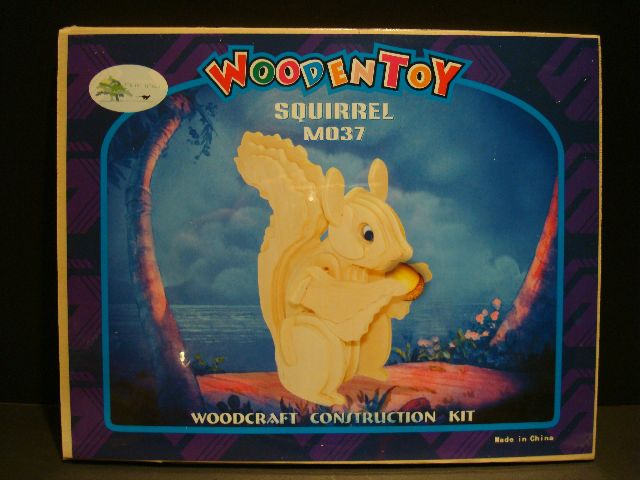 WOODENTOY
SQUIRREL
M037
WOODCRAFT CONSTRUCTION KIT
Made in China